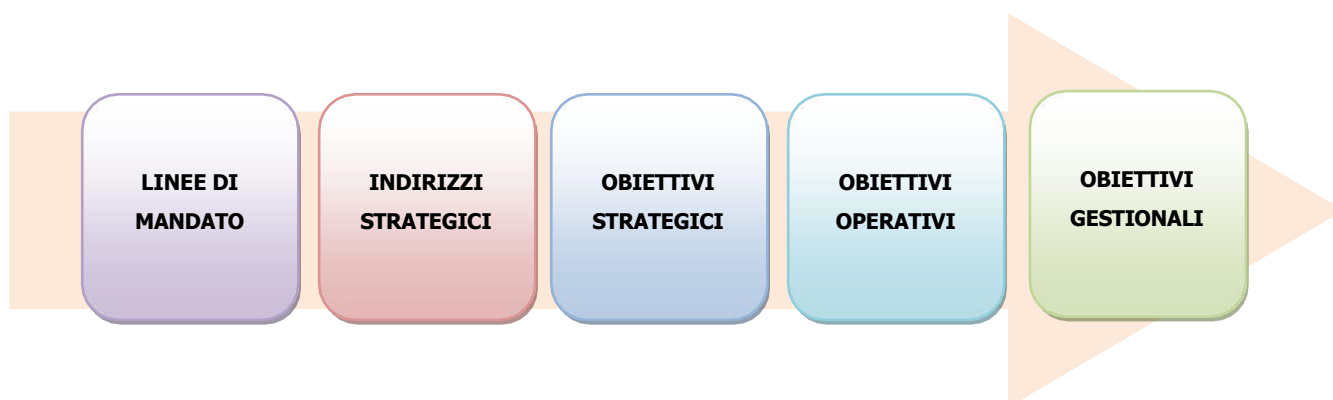 LINEE DI
MANDATO
INDIRIZZI
STRATEGICI
OBIETTIVI
STRATEGICI
OBIETTIVI
OPERATIVI
OBIETTIVI
GESTIONALI